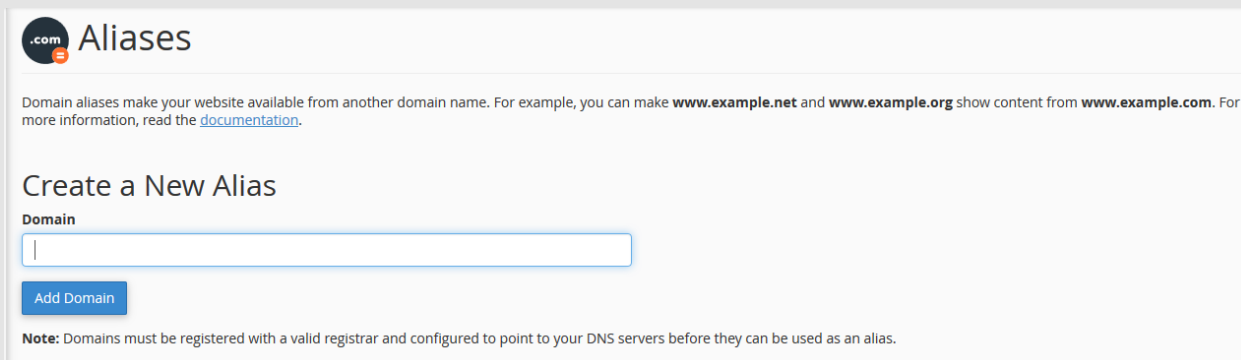 .com
=
Aliases
Domain aliases make your website available from another domain name. For example, you can make www.example.net and www.example.org show content from www.example.com. For
more information, read the documentation.
Create a New Alias
Domain
Add Domain
Note: Domains must be registered with a valid registrar and configured to point to your DNS servers before they can be used as an alias.